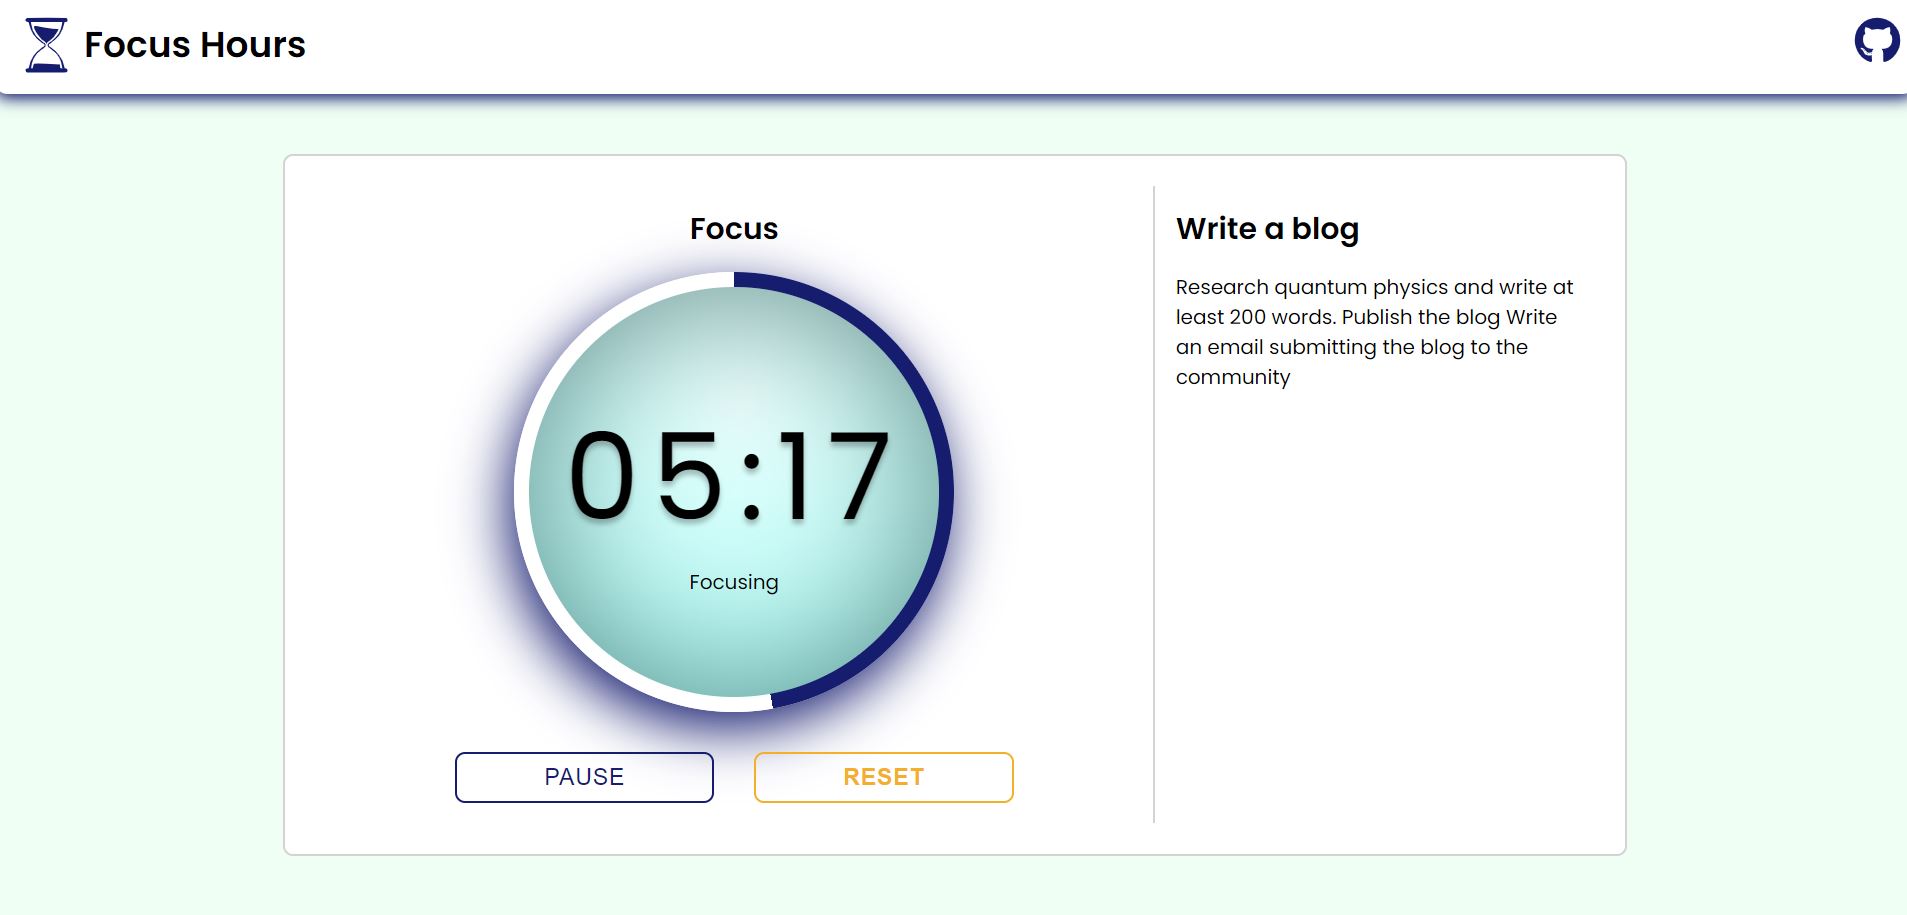 Focus Hours
Focus
05:17
Focusing
PAUSE
RESET
Write a blog
Research quantum physics and write at
least 200 words. Publish the blog Write
an email submitting the blog to the
community